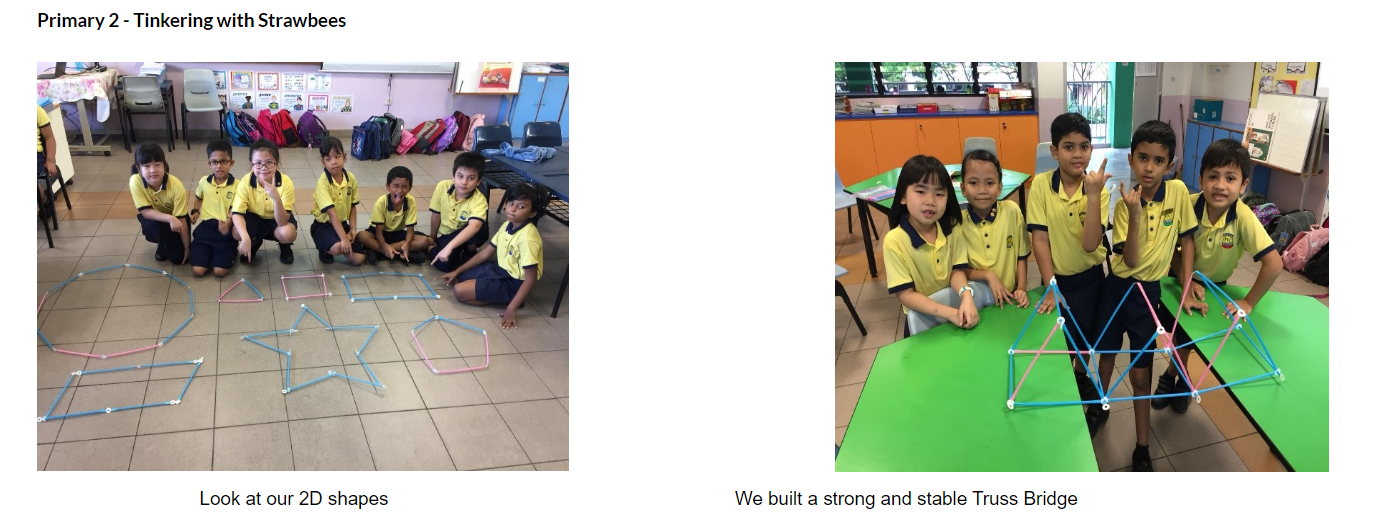 Primary 2 - Tinkering with Strawbees
Look at our 2D shapes
We built a strong and stable Truss Bridge